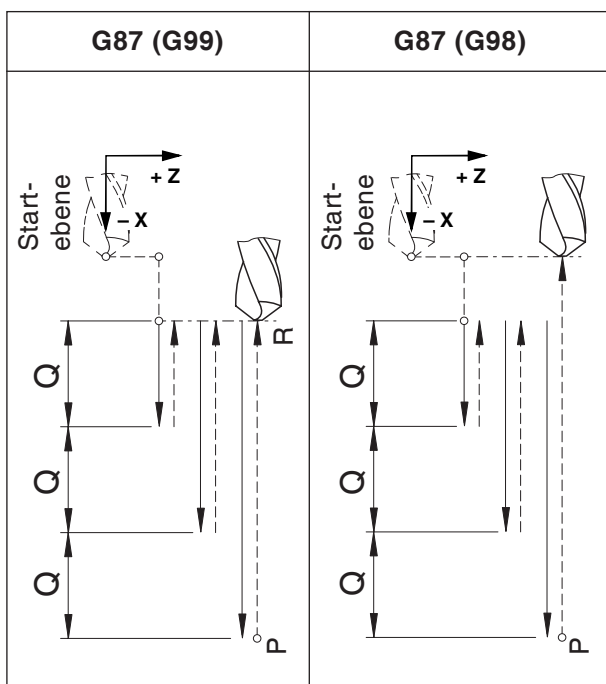 G87 (G99)
G87 (G98)
+ Z
– X
Start-
ebene
R
Q
Q
Q
P
+ Z
– X
Start-
ebene
Q
Q
Q
P